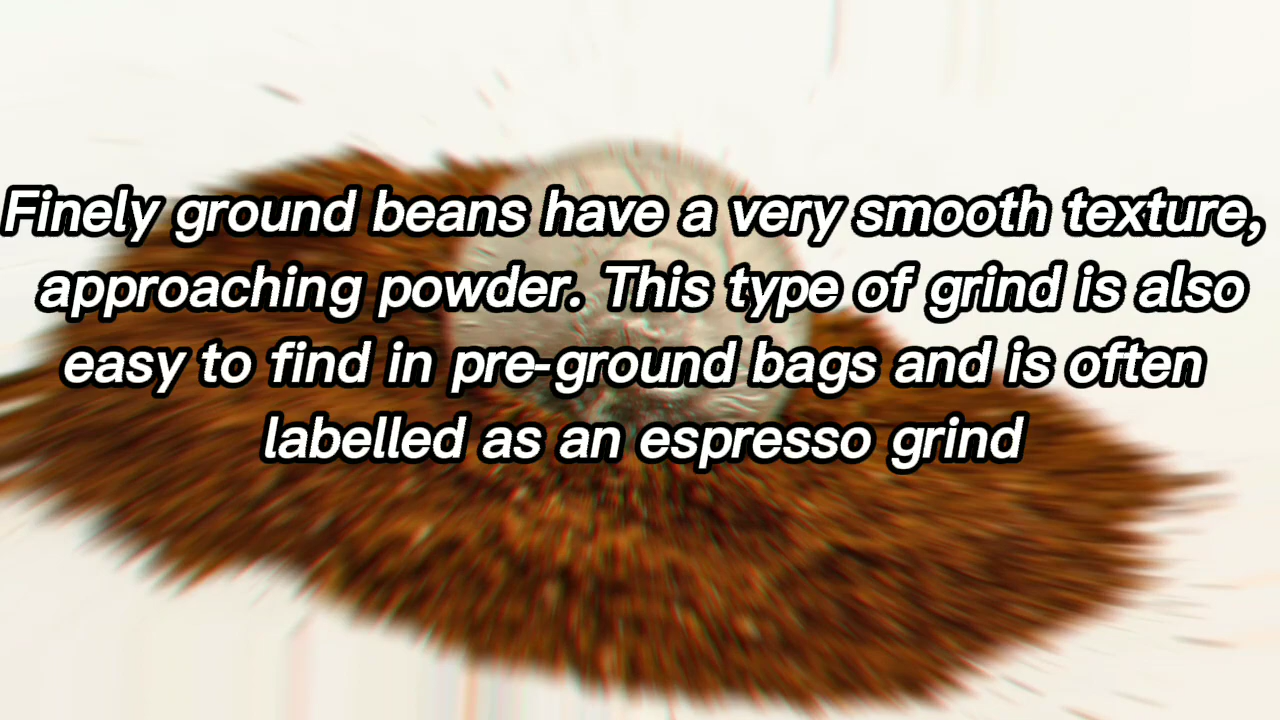 Finely ground beans have a very smooth texture,
approaching powder. This type of grind is also
easy to find in pre-ground bags and is often
labelled as an espresso grind